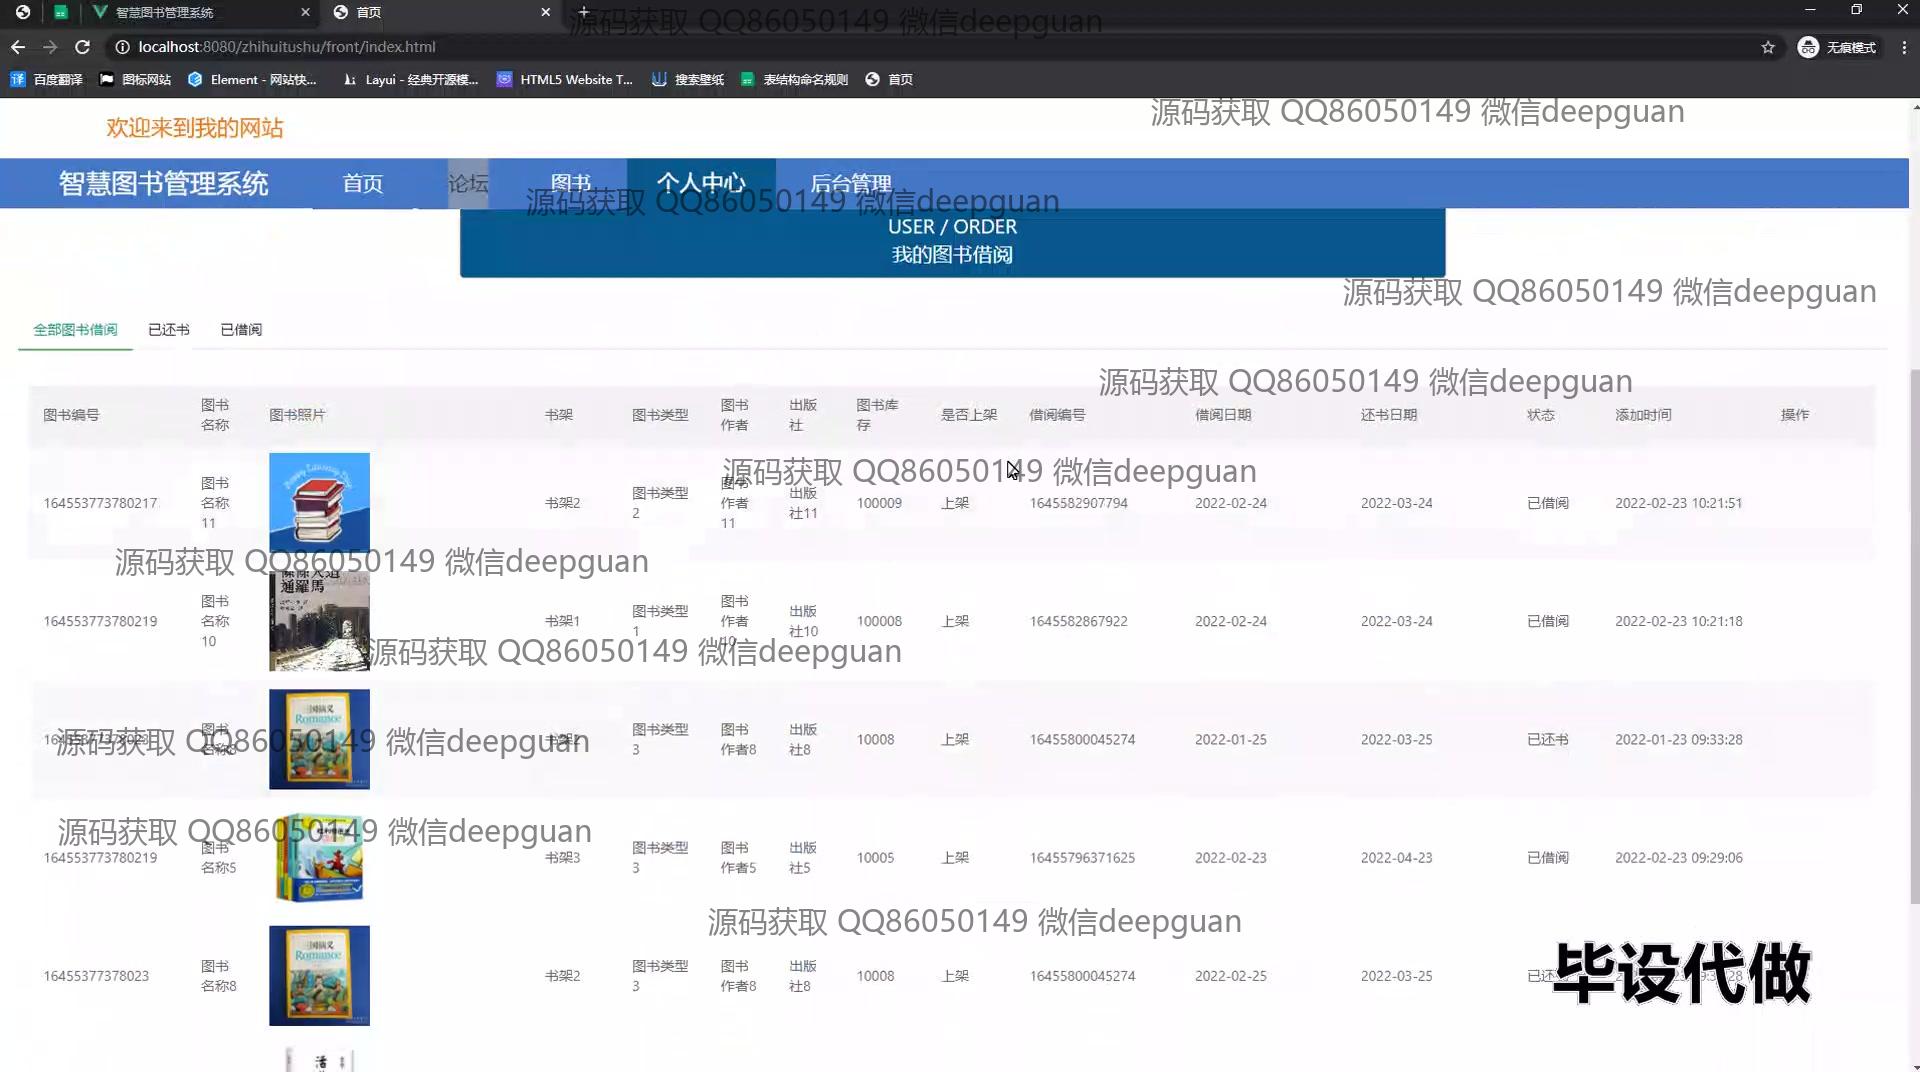 智慧图书管理系统
首页
源码获取 QQ86050149 微信deepguan
localhost:8080/zhihuitushu/front/index.html
无痕模式
百度翻译
图标网站
Element - 网站快...
Layui - 经典开源模...
HTML5 Website T...
搜索壁纸
表结构命名规则
首页
源码获取 QQ86050149 微信deepguan
欢迎来到我的网站
智慧图书管理系统
首页
论坛
图书
个人中心
后台管理
源码获取 QQ86050149 微信deepguan
USER / ORDER
我的图书借阅
源码获取 QQ86050149 微信deepguan
全部图书借阅
已还书
已借阅
源码获取 QQ86050149 微信deepguan
图书编号
图书
名称
图书照片
书架
图书类型
图书
作者
出版
社
图书库
存
是否上架
借阅编号
借阅日期
还书日期
状态
添加时间
操作
源码获取 QQ86050149 微信deepguan
164553773780217
图书
名称
11
书架2
图书类型
2
图书
作者
11
出版
社11
100009
上架
1645582907794
2022-02-24
2022-03-24
已借阅
2022-02-23 10:21:51
源码获取 QQ86050149 微信deepguan
164553773780219
图书
名称
10
通羅馬
书架1
图书类型
1
图书
作者
10
出版
社10
100008
上架
1645582867922
2022-02-24
2022-03-24
已借阅
2022-02-23 10:21:18
源码获取 QQ86050149 微信deepguan
图书
名称8
三国演义
Romance
书架2
图书类型
3
图书
作者8
出版
社8
10008
上架
16455800045274
2022-01-25
2022-03-25
已还书
2022-01-23 09:33:28
源码获取 QQ86050149 微信deepguan
源码获取 QQ86050149 微信deepguan
164553773780219
图书
名称5
书架3
图书类型
3
图书
作者5
出版
社5
10005
上架
16455796371625
2022-02-23
2022-04-23
已借阅
2022-02-23 09:29:06
源码获取 QQ86050149 微信deepguan
16455377378023
图书
名称8
三国演义
Romance
书架2
图书类型
3
图书
作者8
出版
社8
10008
上架
16455800045274
2022-02-25
2022-03-25
毕设代做
活